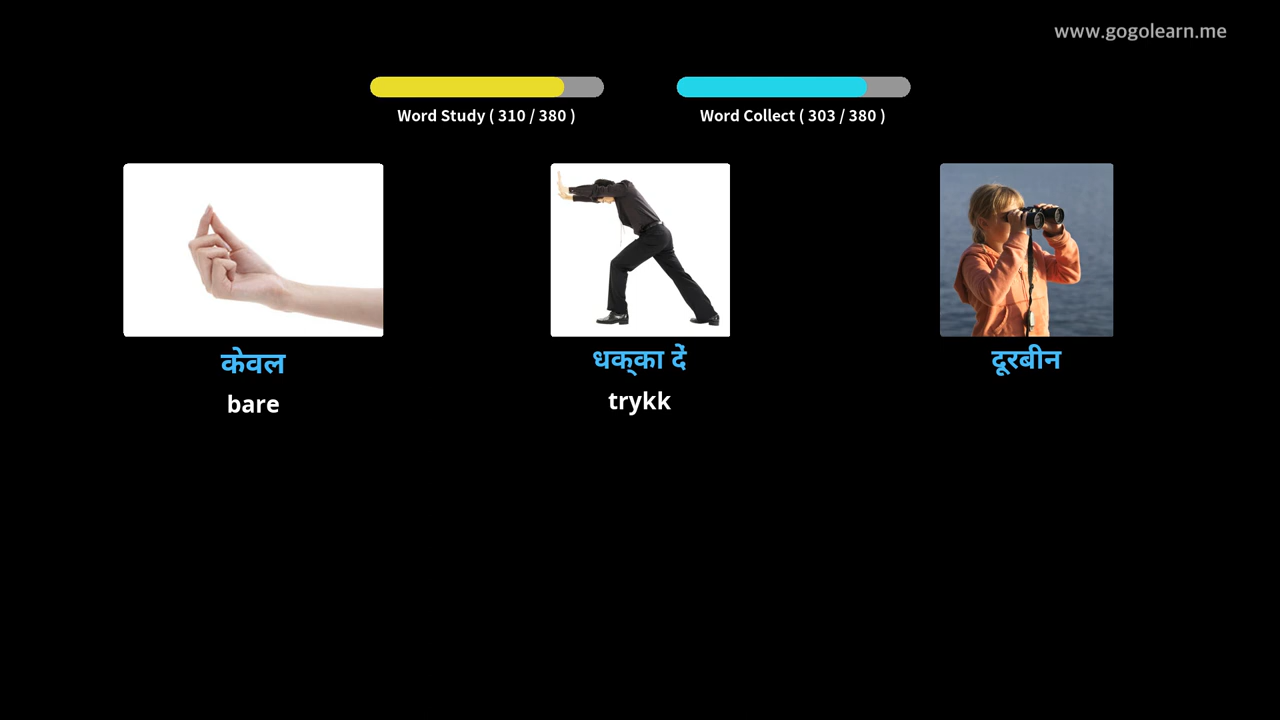 www.gogolearn.me
Word Study ( 310 / 380 )
Word Collect ( 303 / 380 )
केवल
bare
धक्का दें
trykk
दूरबीन